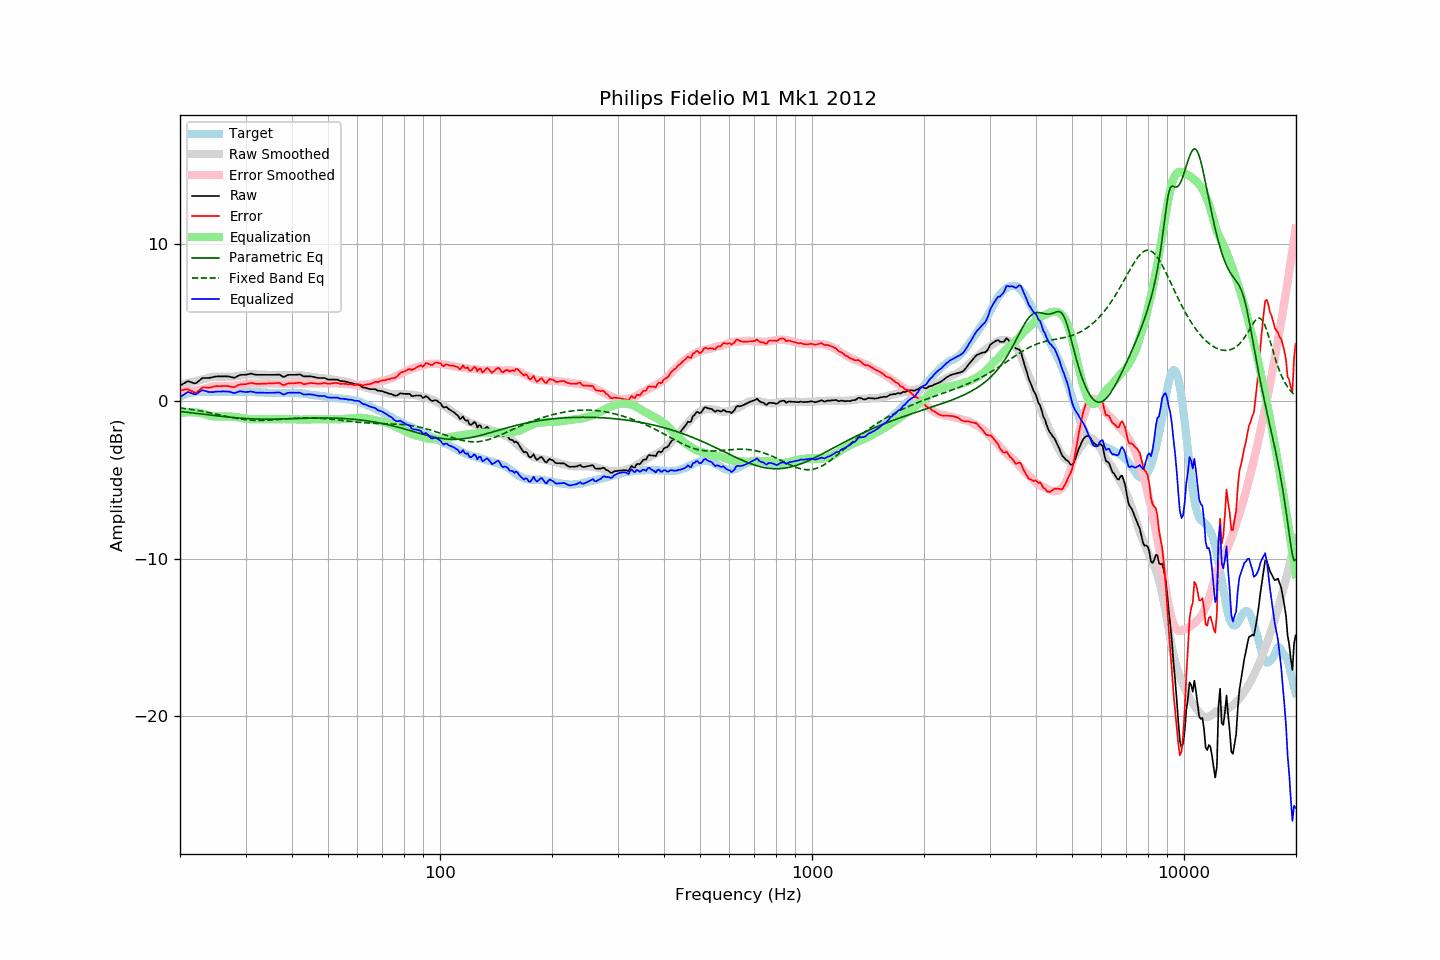 Philips Fidelio M1 Mk1 2012
Target
Raw Smoothed
Error Smoothed
Raw
Error
Equalization
Parametric Eq
Fixed Band Eq
Equalized
10
0
−10
−20
Amplitude (dBr)
100
1000
10000
Frequency (Hz)